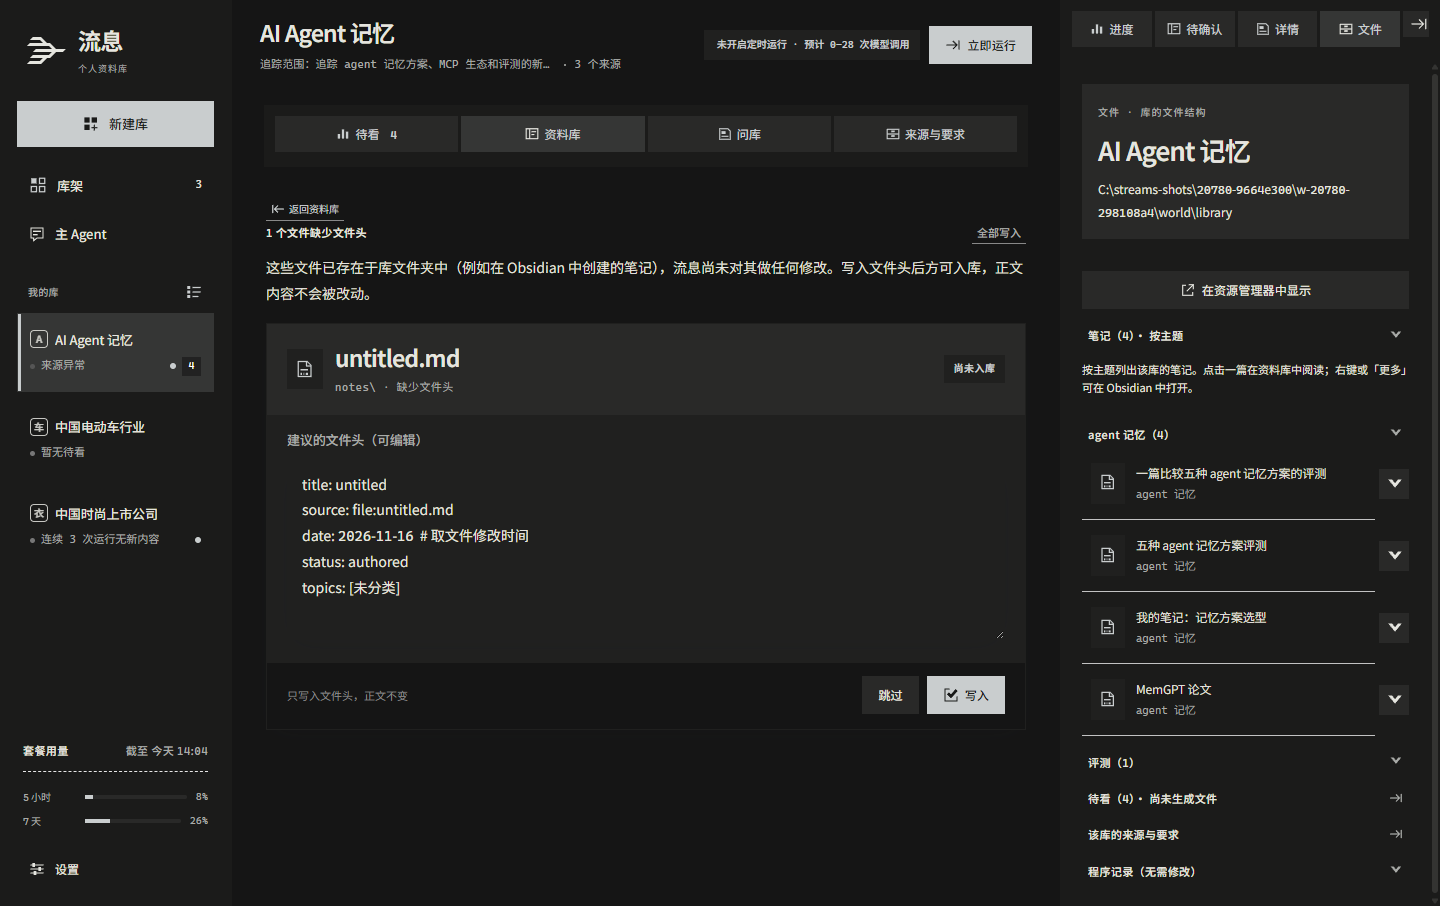 流息
个人资料库
新建库
库架 3
主 Agent
我的库
A AI Agent 记忆
来源异常 4
车 中国电动车行业
暂无待看
衣 中国时尚上市公司
连续 3 次运行无新内容
套餐用量 截至 今天 14:04
5 小时 8%
7 天 26%
设置
AI Agent 记忆
追踪范围：追踪 agent 记忆方案、MCP 生态和评测的新… · 3 个来源
未开启定时运行 · 预计 0–28 次模型调用
立即运行
待看 4
资料库
问库
来源与要求
返回资料库
1 个文件缺少文件头
全部写入
这些文件已存在于库文件夹中（例如在 Obsidian 中创建的笔记），流息尚未对其做任何修改。写入文件头后方可入库，正文
内容不会被改动。
untitled.md
notes\ · 缺少文件头
尚未入库
建议的文件头（可编辑）
title: untitled
source: file:untitled.md
date: 2026-11-16 # 取文件修改时间
status: authored
topics: [未分类]
只写入文件头，正文不变
跳过
写入
进度
待确认
详情
文件
文件 · 库的文件结构
AI Agent 记忆
C:\streams-shots\20780-9664e300\w-20780-
298108a4\world\library
在资源管理器中显示
笔记（4）· 按主题
按主题列出该库的笔记。点击一篇在资料库中阅读；右键或「更多」
可在 Obsidian 中打开。
agent 记忆（4）
一篇比较五种 agent 记忆方案的评测
agent 记忆
五种 agent 记忆方案评测
agent 记忆
我的笔记：记忆方案选型
agent 记忆
MemGPT 论文
agent 记忆
评测（1）
待看（4）· 尚未生成文件
该库的来源与要求
程序记录（无需修改）